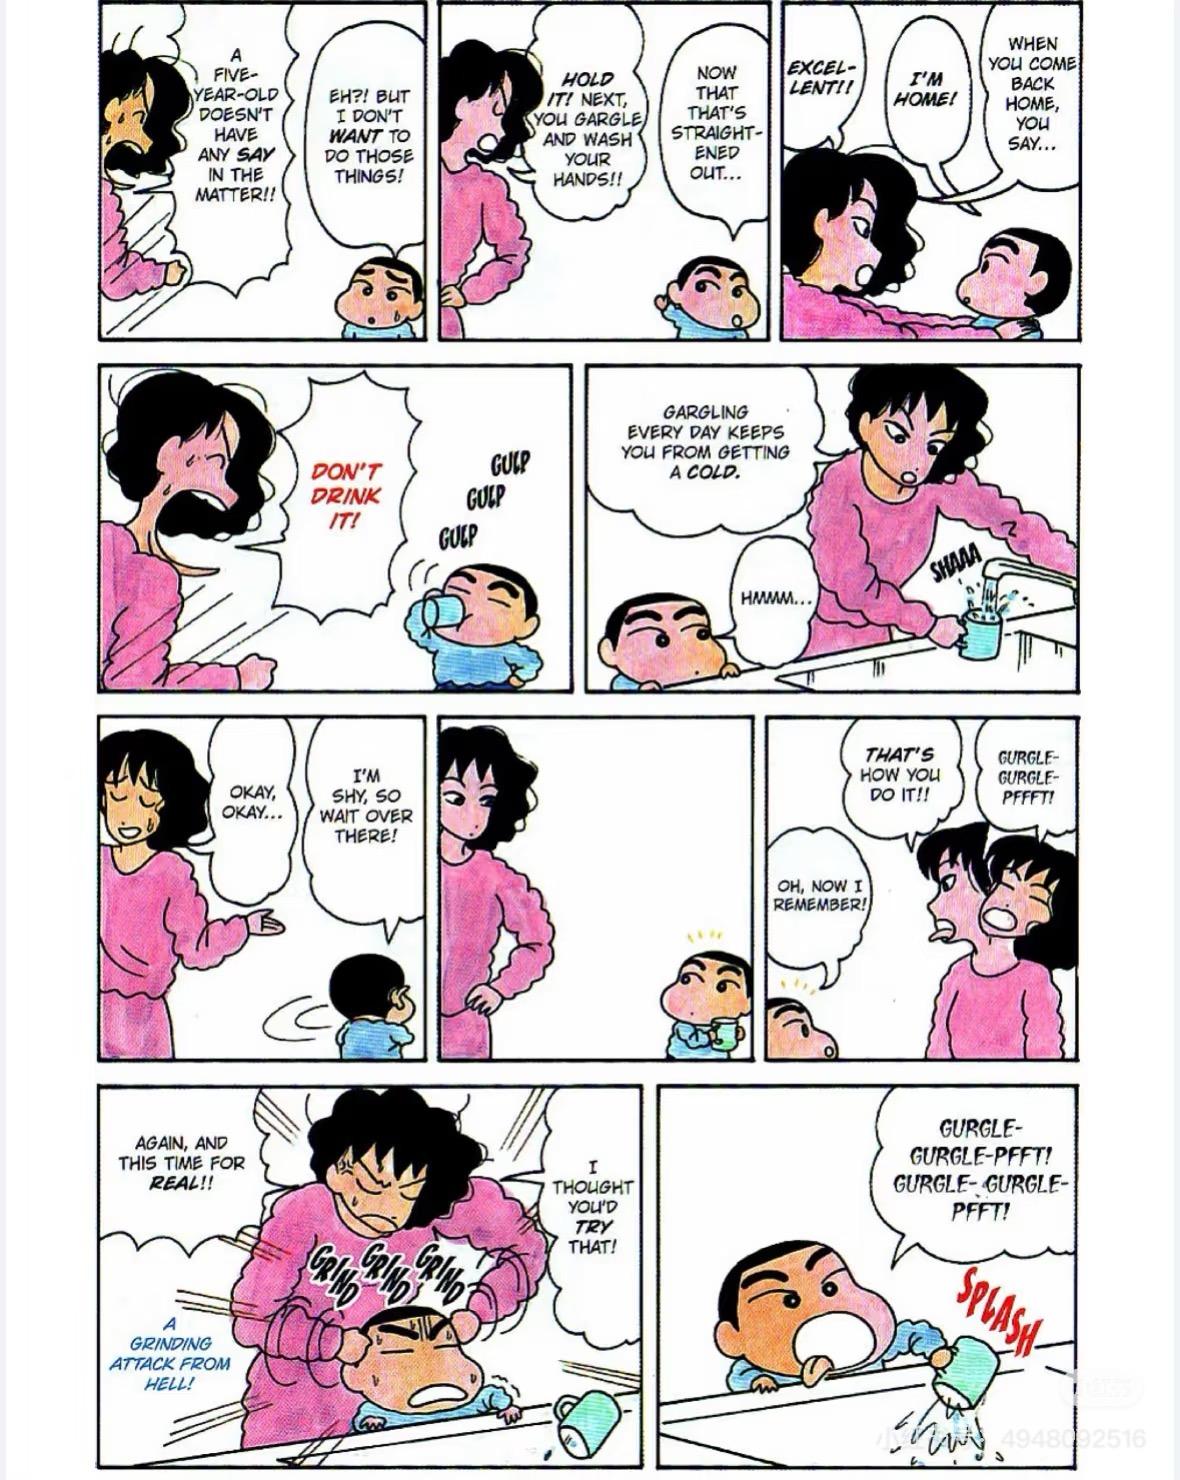 WHEN
YOU COME
BACK
HOME,
YOU
SAY...
I'M
HOME!
EXCEL-
LENT!!
NOW
THAT
THAT'S
STRAIGHT-
ENED
OUT...
HOLD
IT! NEXT,
YOU GARGLE
AND WASH
YOUR
HANDS!!
EH?! BUT
I DON'T
WANT TO
DO THOSE
THINGS!
A
FIVE-
YEAR-OLD
DOESN'T
HAVE
ANY SAY
IN THE
MATTER!!
GARGLING
EVERY DAY KEEPS
YOU FROM GETTING
A COLD.
SHAAA
HMMM...
GULP
GULP
GULP
DON'T
DRINK
IT!
GURGLE-
GURGLE-
PFFFT!
THAT'S
HOW YOU
DO IT!!
OH, NOW I
REMEMBER!
I'M
SHY, SO
WAIT OVER
THERE!
OKAY,
OKAY...
GURGLE-
GURGLE-PFFT!
GURGLE- GURGLE-
PFFT!
SPLASH
I
THOUGHT
YOU'D
TRY
THAT!
GRIND GRIND GRIND
AGAIN, AND
THIS TIME FOR
REAL!!
A
GRINDING
ATTACK FROM
HELL!
4948092516